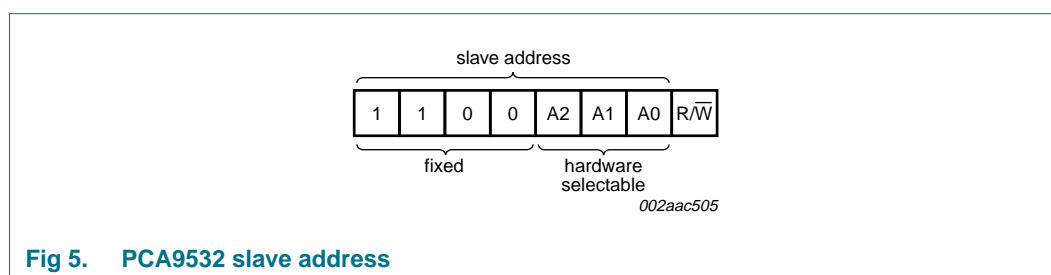 slave address
1 1 0 0 A2 A1 A0 R/W̅
fixed
hardware
selectable
002aac505
Fig 5. PCA9532 slave address